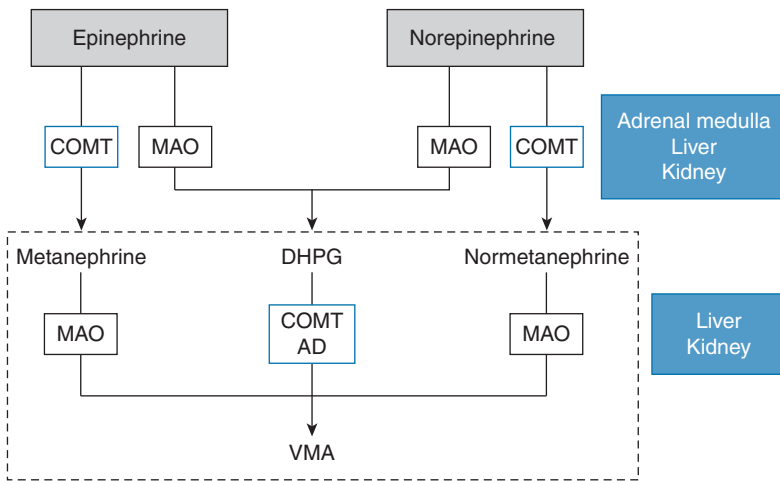 Epinephrine
Norepinephrine
COMT
MAO
MAO
COMT
Adrenal medulla
Liver
Kidney
Metanephrine
DHPG
Normetanephrine
MAO
COMT
AD
MAO
Liver
Kidney
VMA